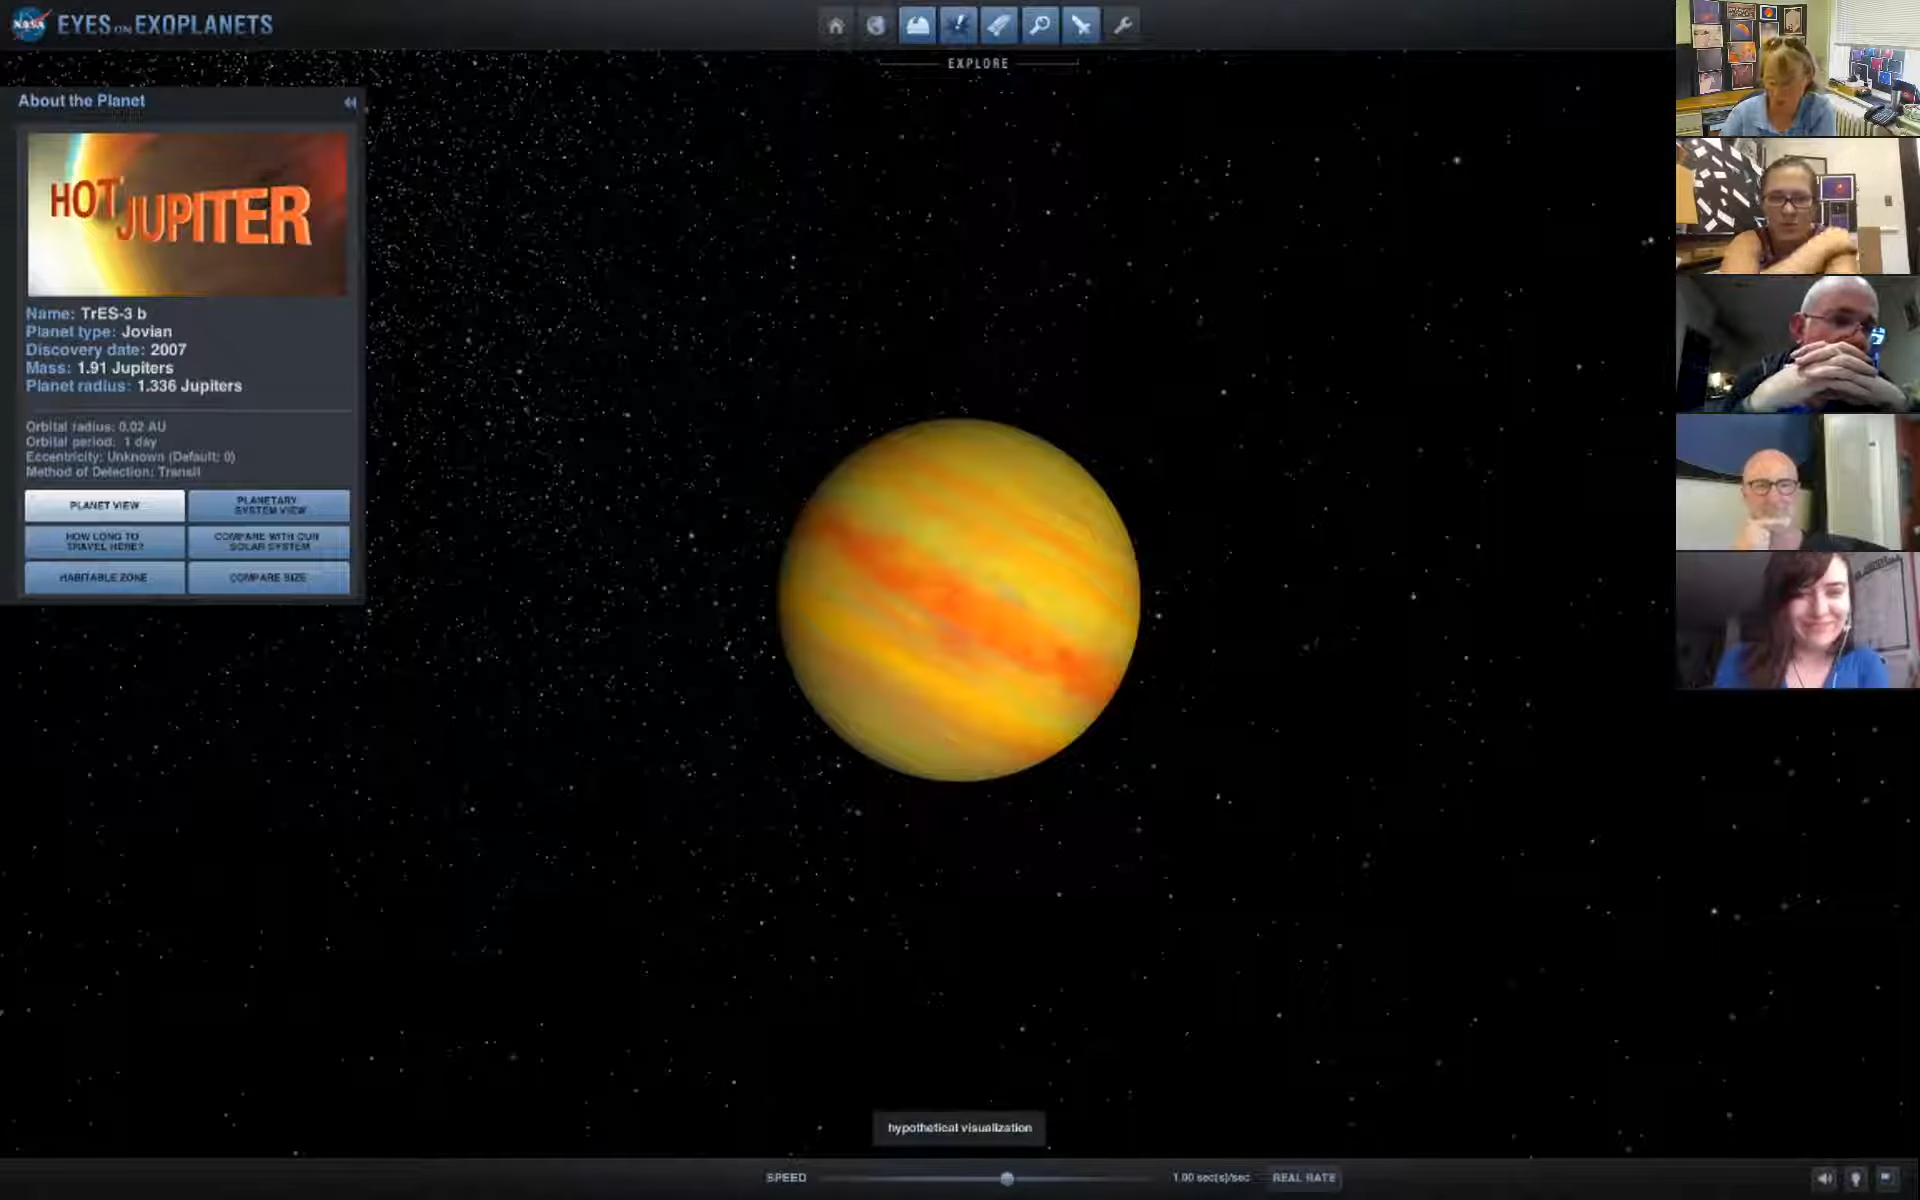 NASA EYES ON EXOPLANETS
EXPLORE
About the Planet
HOT JUPITER
Name: TrES-3 b
Planet type: Jovian
Discovery date: 2007
Mass: 1.91 Jupiters
Planet radius: 1.336 Jupiters
Orbital radius: 0.02 AU
Orbital period: 1 day
Eccentricity: Unknown (Default: 0)
Method of Detection: Transit
PLANET VIEW
PLANETARY
SYSTEM VIEW
HOW LONG TO
TRAVEL HERE?
COMPARE WITH OUR
SOLAR SYSTEM
HABITABLE ZONE
COMPARE SIZE
hypothetical visualization
SPEED
1.00 sec(s)/sec
REAL RATE